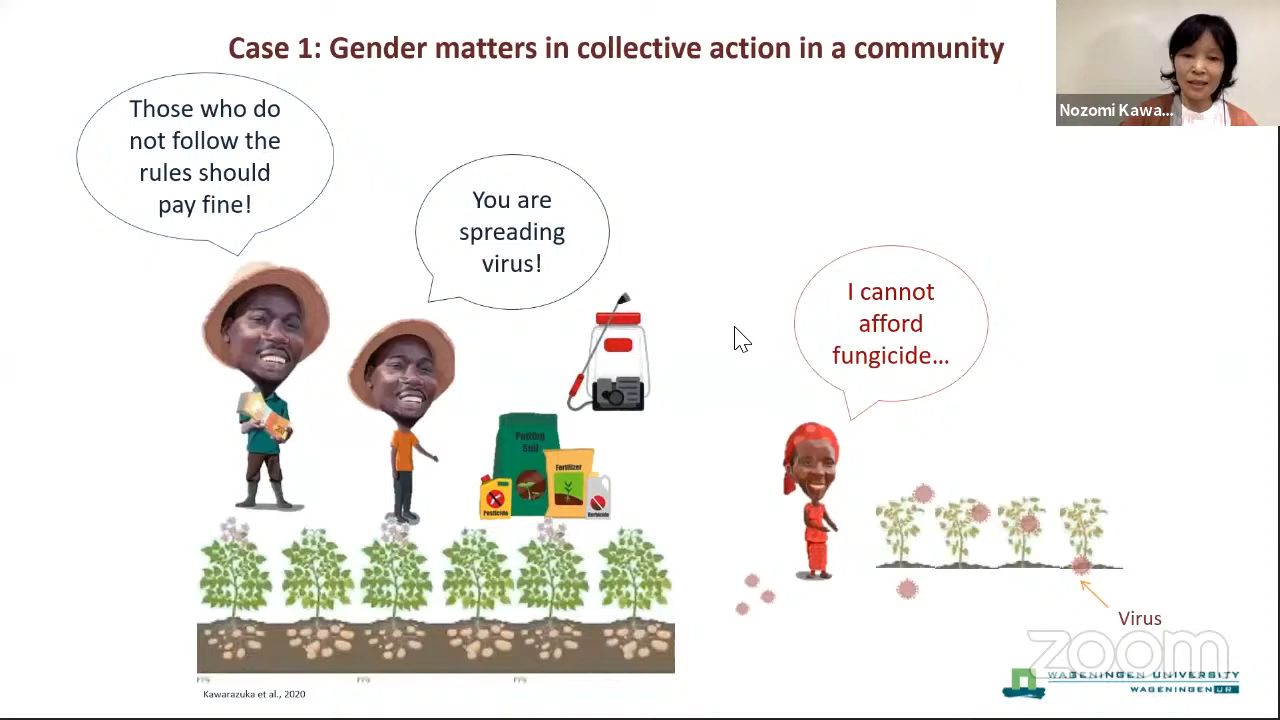 Case 1: Gender matters in collective action in a community
Nozomi Kawa...
Those who do
not follow the
rules should
pay fine!
You are
spreading
virus!
I cannot
afford
fungicide...
Potting
Soil
Fertilizer
Pesticide
Herbicide
Virus
zoom
WAGENINGEN UNIVERSITY
WAGENINGEN UR
Kawarazuka et al., 2020